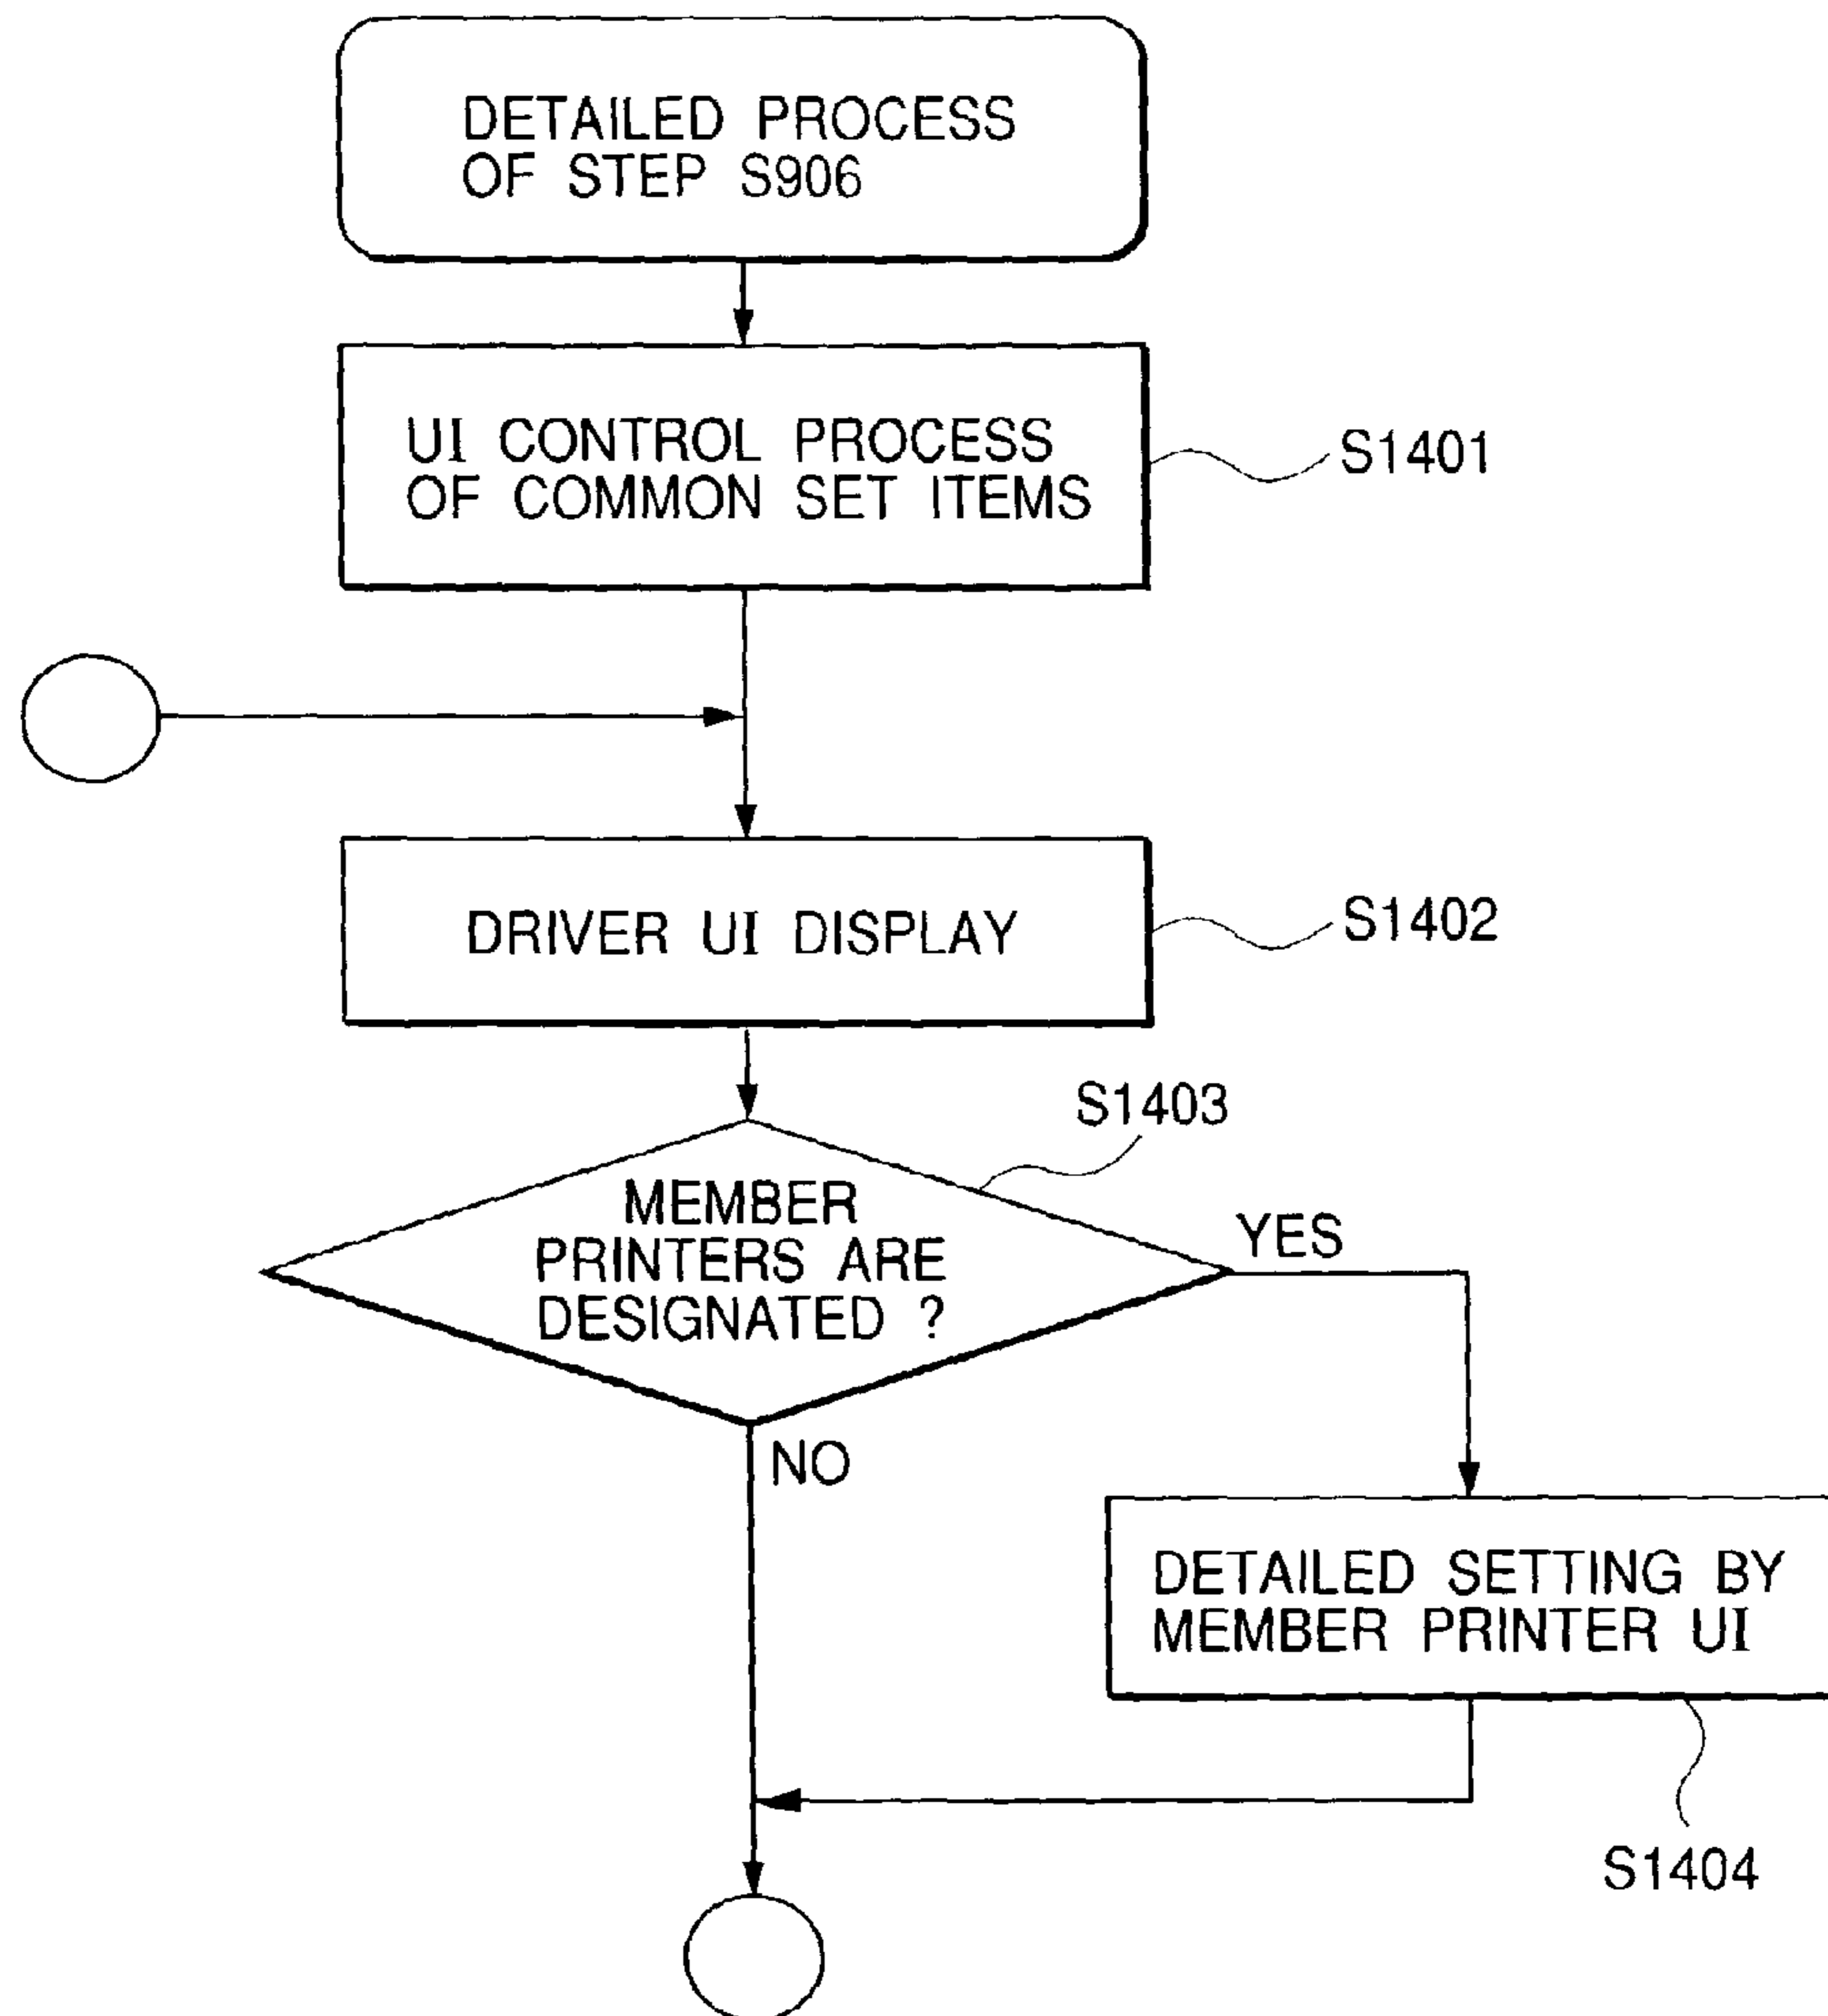 DETAILED PROCESS
OF STEP S906
UI CONTROL PROCESS
OF COMMON SET ITEMS
S1401
DRIVER UI DISPLAY
S1402
S1403
MEMBER
PRINTERS ARE
DESIGNATED ?
YES
NO
DETAILED SETTING BY
MEMBER PRINTER UI
S1404